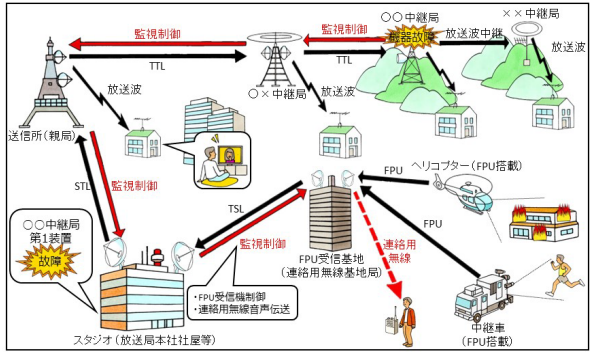 監視制御
監視制御
○○中継局
機器故障
××中継局
放送波中継
TTL
TTL
放送波
放送波
放送波
放送波
○×中継局
送信所(親局)
STL
監視制御
○○中継局
第1装置
故障
TSL
監視制御
FPU受信基地
(連絡用無線基地局)
FPU
ヘリコプター(FPU搭載)
FPU
連絡用
無線
・FPU受信機制御
・連絡用無線音声伝送
スタジオ(放送局本社社屋等)
中継車
(FPU搭載)